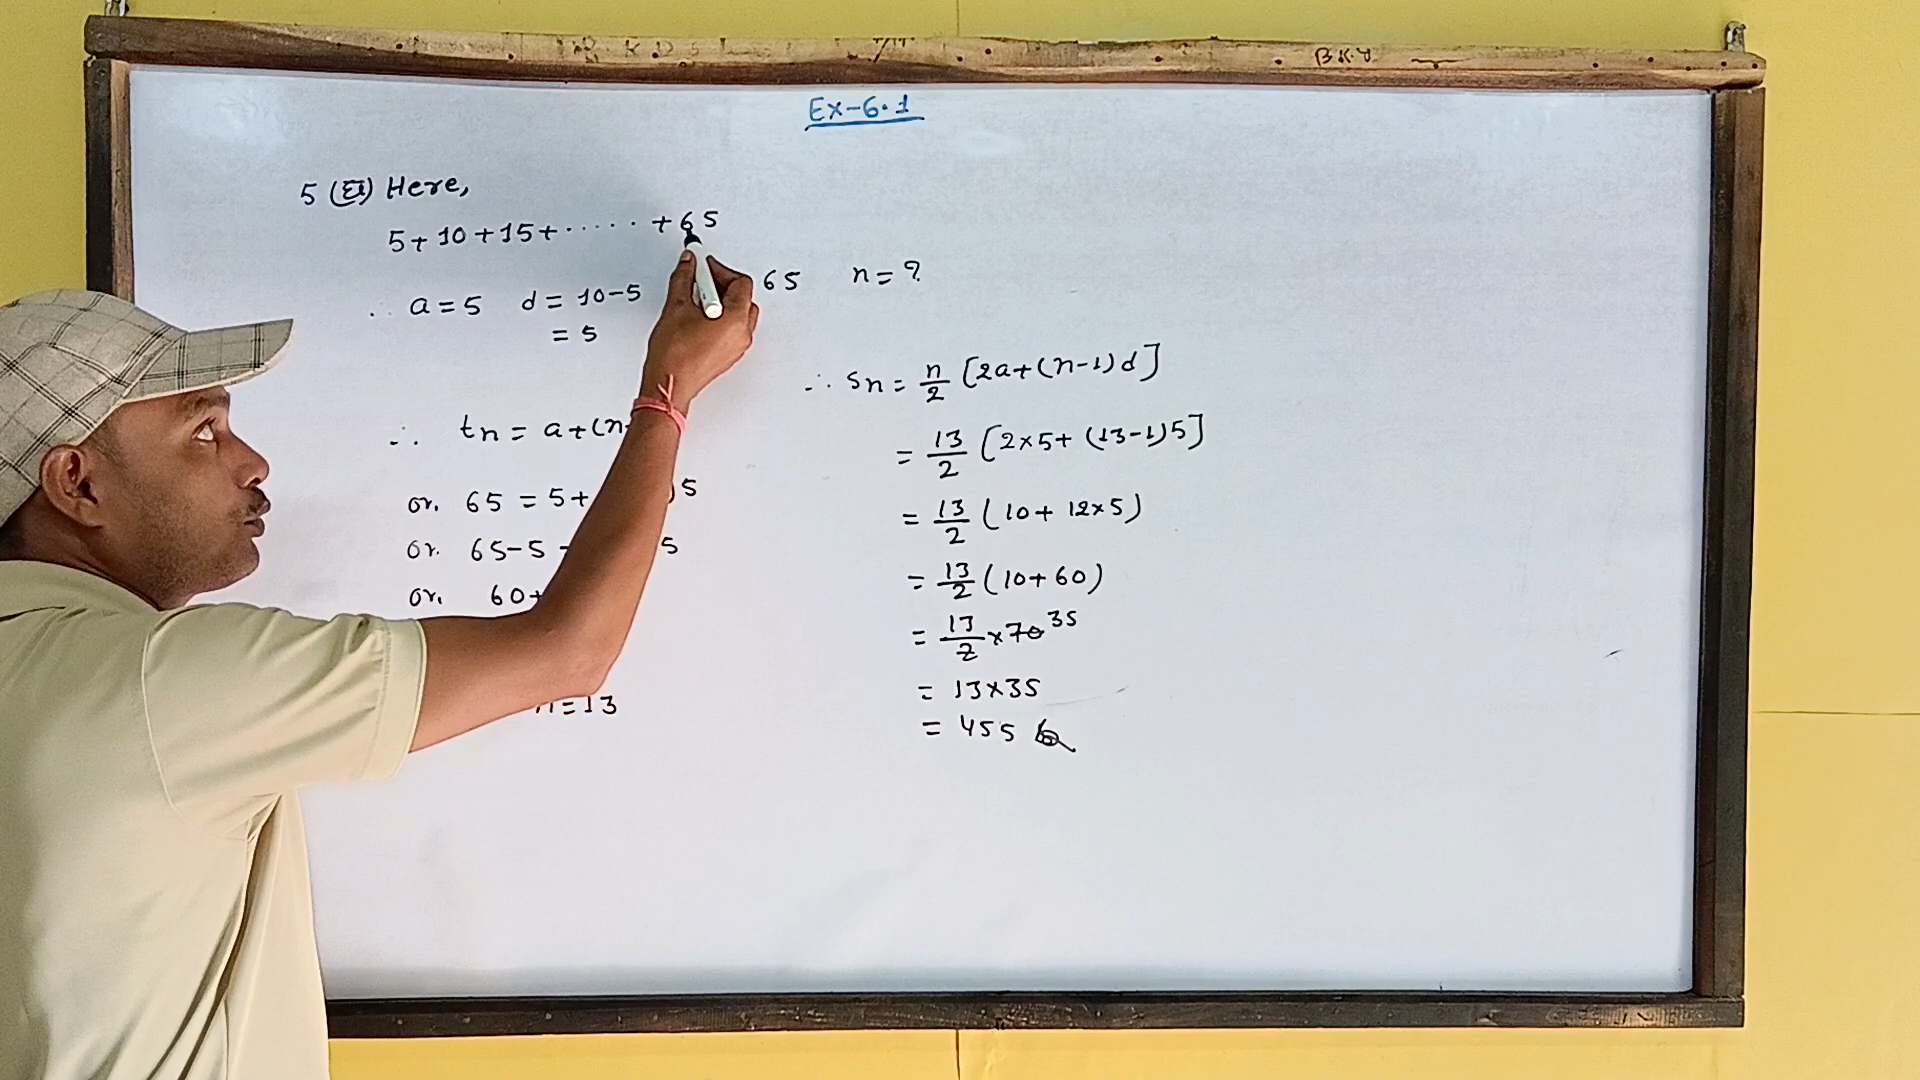 B.K.Y
Ex-6.1
5 (घ) Here,
5+10+15+ ..... +65
∴ a=5 d= 10-5 65 n=?
= 5
∴ tn = a+(n-
or, 65 = 5+ )5
or. 65-5 5
or, 60+
n=13
∴ Sn = n/2 [2a+(n-1)d]
= 13/2 [2×5+ (13-1)5]
= 13/2 (10+ 12×5)
= 13/2 (10+60)
= 13/2 ×70 35
= 13×35
= 455